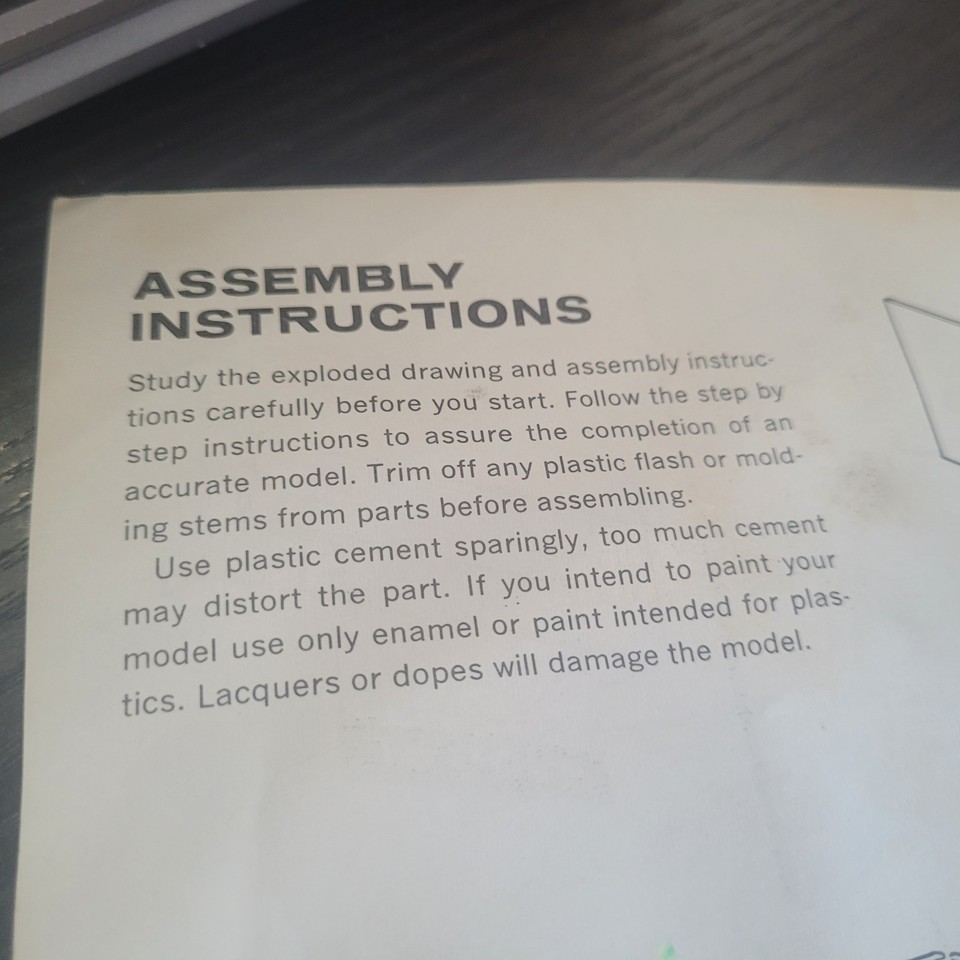 ASSEMBLY
INSTRUCTIONS
Study the exploded drawing and assembly instruc-
tions carefully before you start. Follow the step by
step instructions to assure the completion of an
accurate model. Trim off any plastic flash or mold-
ing stems from parts before assembling.
Use plastic cement sparingly, too much cement
may distort the part. If you intend to paint your
model use only enamel or paint intended for plas-
tics. Lacquers or dopes will damage the model.